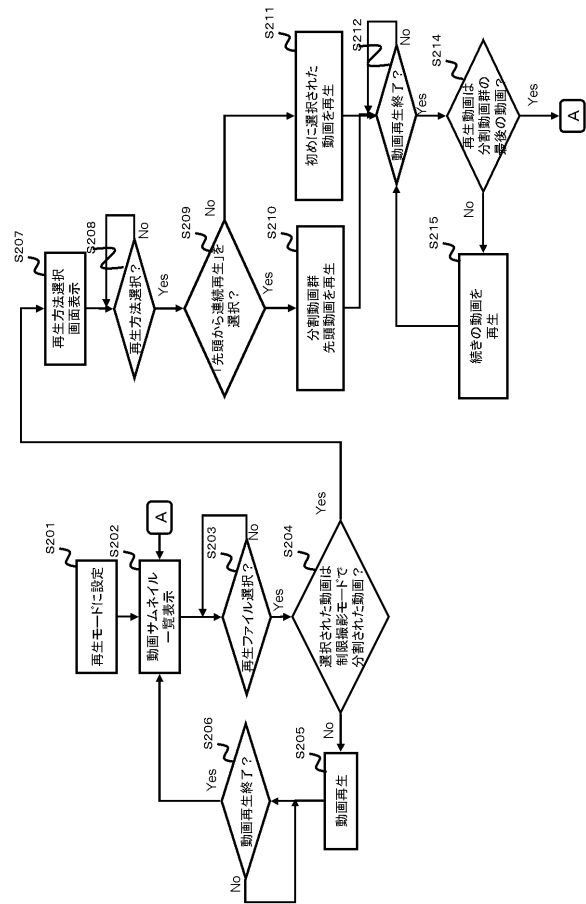 S201
再生モードに設定
S202
動画サムネイル
一覧表示
A
S203
再生ファイル選択？
No
Yes
S204
選択された動画は
制限撮影モードで
分割された動画？
No
Yes
S205
動画再生
S206
動画再生終了？
No
Yes
S207
再生方法選択
画面表示
S208
再生方法選択？
No
Yes
S209
「先頭から連続再生」を
選択？
No
Yes
S210
分割動画群
先頭動画を再生
S211
初めに選択された
動画を再生
S212
動画再生終了？
No
Yes
S214
再生動画は
分割動画群の
最後の動画？
No
Yes
S215
続きの動画を
再生
A